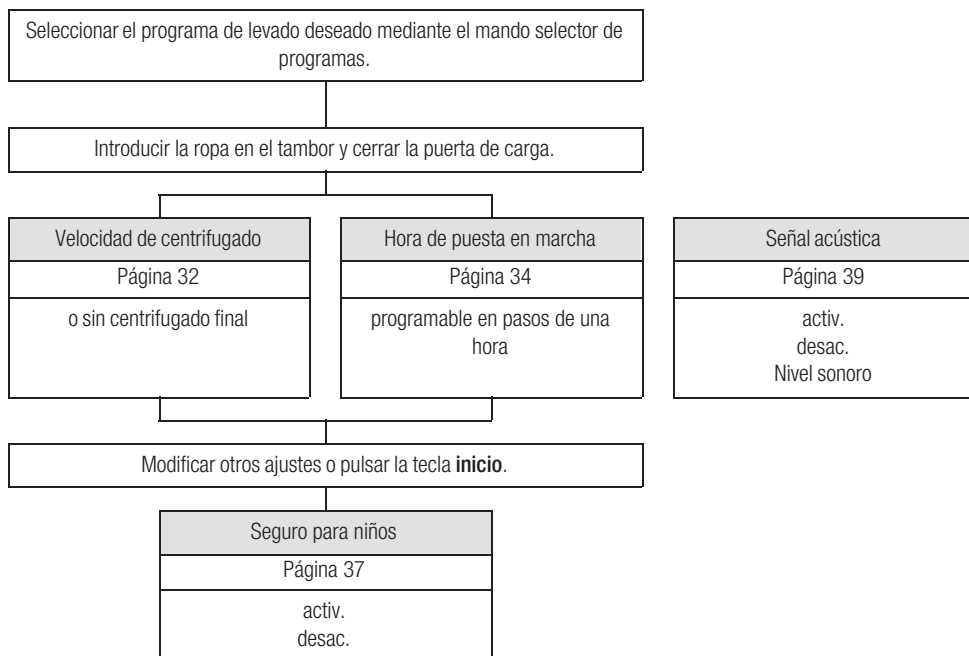 Seleccionar el programa de levado deseado mediante el mando selector de
programas.
Introducir la ropa en el tambor y cerrar la puerta de carga.
Velocidad de centrifugado
Página 32
o sin centrifugado final
Hora de puesta en marcha
Página 34
programable en pasos de una
hora
Señal acústica
Página 39
activ.
desac.
Nivel sonoro
Modificar otros ajustes o pulsar la tecla inicio.
Seguro para niños
Página 37
activ.
desac.